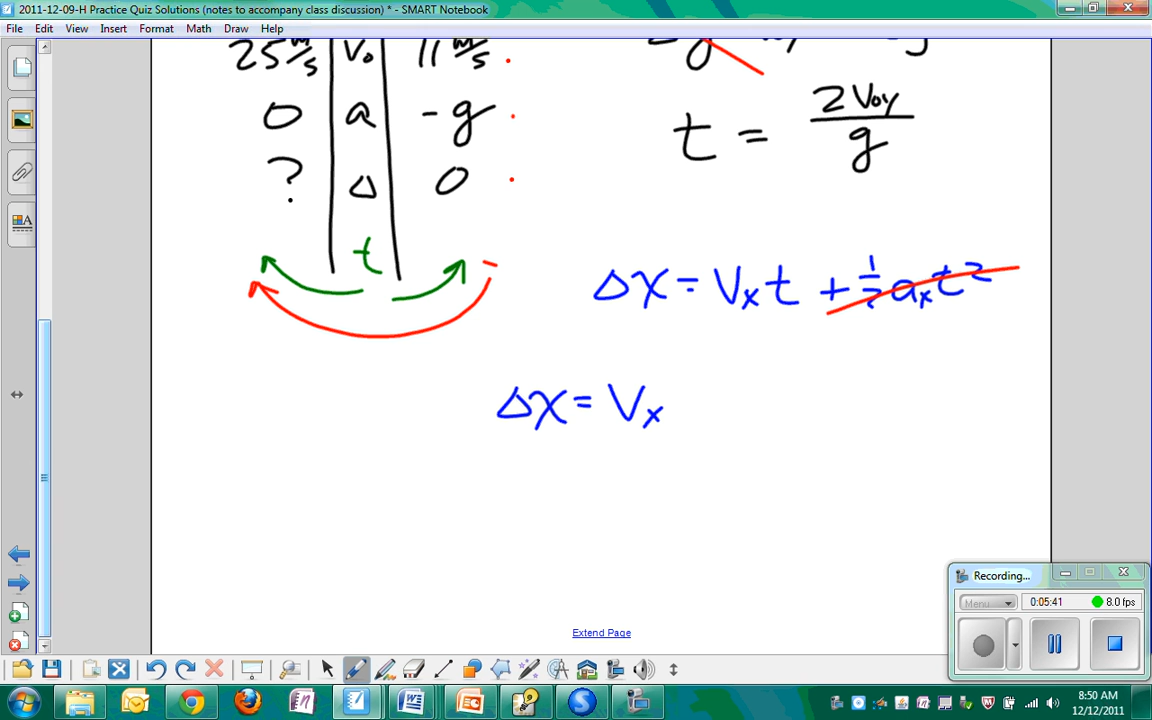 2011-12-09-H Practice Quiz Solutions (notes to accompany class discussion) * - SMART Notebook
File Edit View Insert Format Math Draw Help
25 m/s V₀ 11 m/s
0 a -g
? Δ 0
t
t = 2V₀y / g
Δx = Vₓt + ½aₓt²
Δx = Vₓ
Extend Page
Recording...
Menu 0:05:41 8.0 fps
8:50 AM
12/12/2011